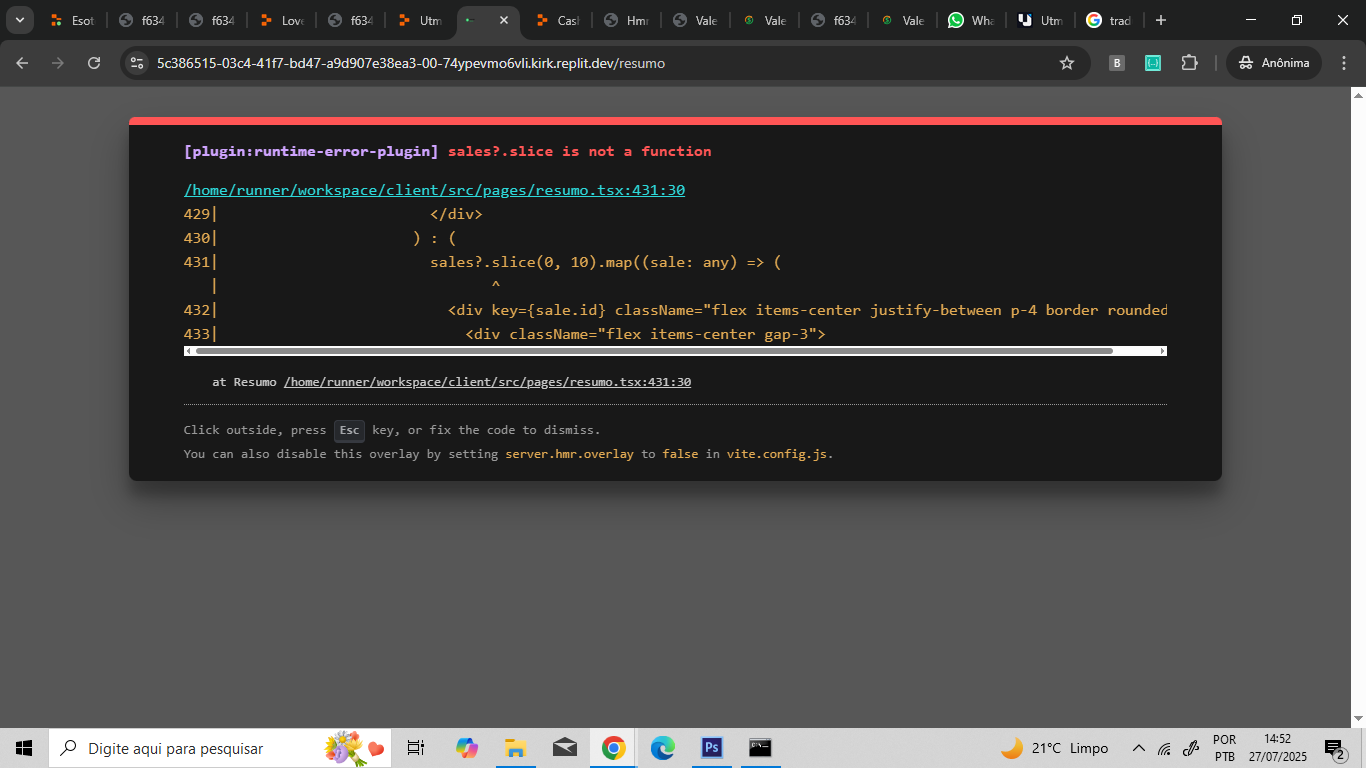 Esot
f634
f634
Love
f634
Utm
Cas
Hmr
Vale
Vale
f634
Vale
Wha
Utm
trad
5c386515-03c4-41f7-bd47-a9d907e38ea3-00-74ypevmo6vli.kirk.replit.dev/resumo
B
Anônima
[plugin:runtime-error-plugin] sales?.slice is not a function
/home/runner/workspace/client/src/pages/resumo.tsx:431:30
429| </div>
430| ) : (
431| sales?.slice(0, 10).map((sale: any) => (
| ^
432| <div key={sale.id} className="flex items-center justify-between p-4 border rounded
433| <div className="flex items-center gap-3">
at Resumo /home/runner/workspace/client/src/pages/resumo.tsx:431:30
Click outside, press Esc key, or fix the code to dismiss.
You can also disable this overlay by setting server.hmr.overlay to false in vite.config.js.
Digite aqui para pesquisar
Ps
21°C Limpo
POR
PTB
14:52
27/07/2025
2